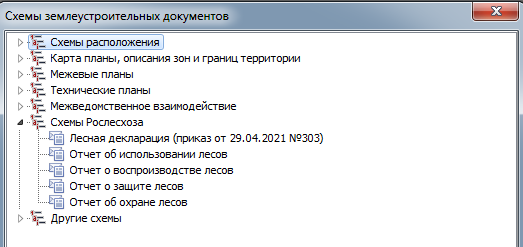 Схемы землеустроительных документов
Схемы расположения
Карта планы, описания зон и границ территории
Межевые планы
Технические планы
Межведомственное взаимодействие
Схемы Рослесхоза
Лесная декларация (приказ от 29.04.2021 №303)
Отчет об использовании лесов
Отчет о воспроизводстве лесов
Отчет о защите лесов
Отчет об охране лесов
Другие схемы